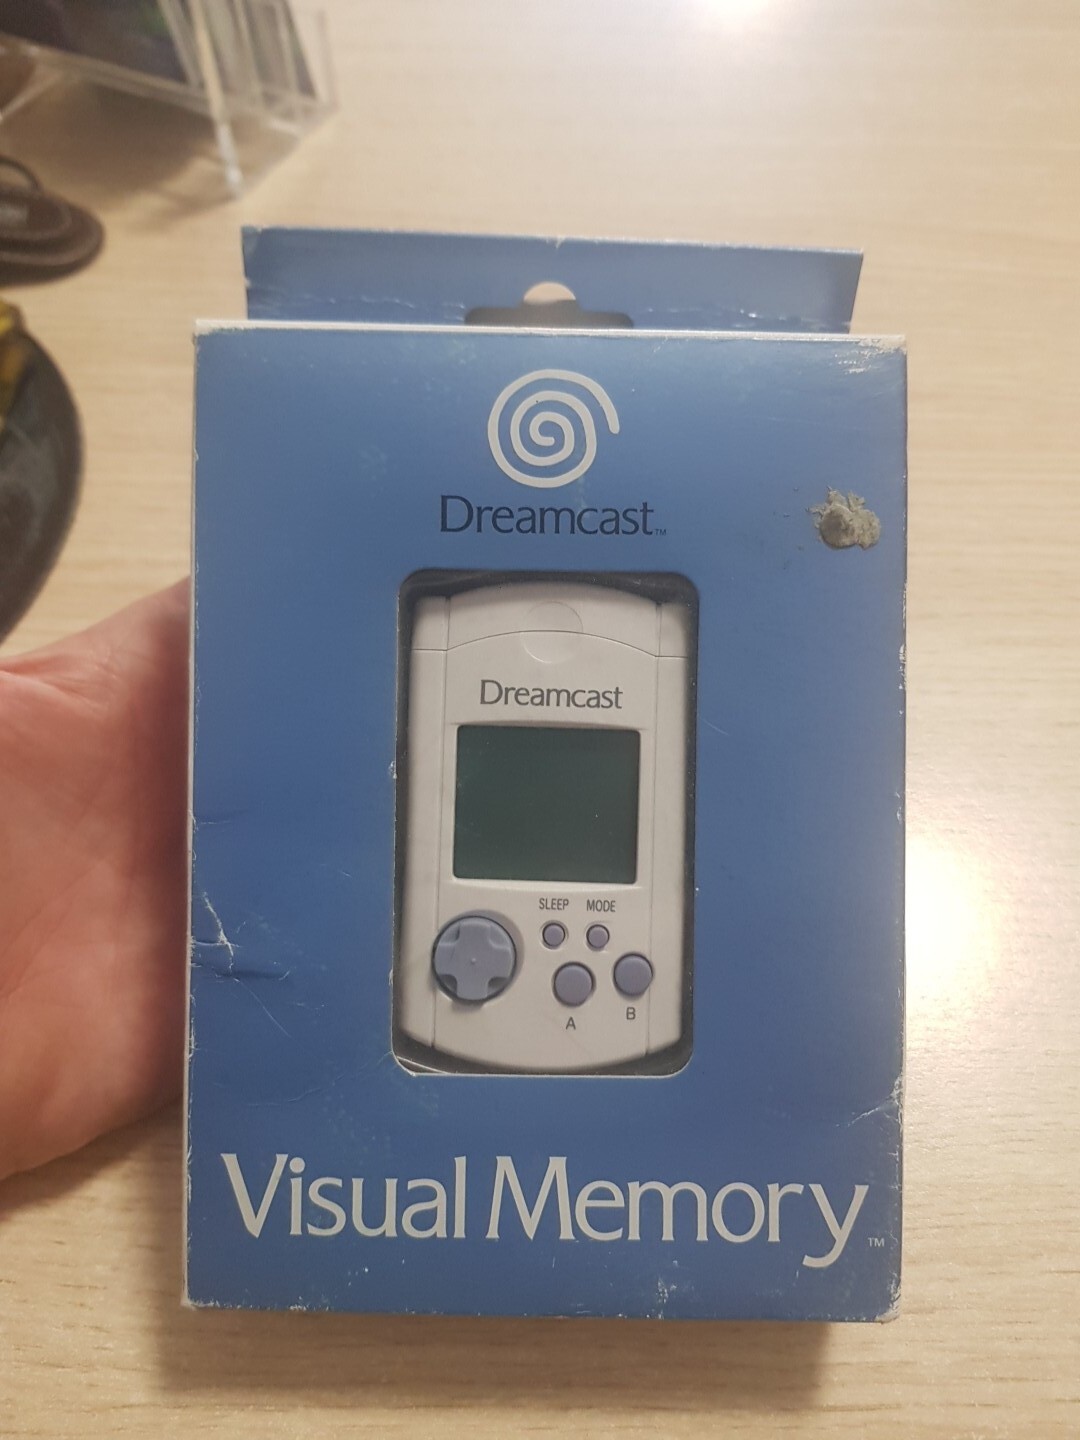 Dreamcast™
Dreamcast
SLEEP MODE
A B
Visual Memory™